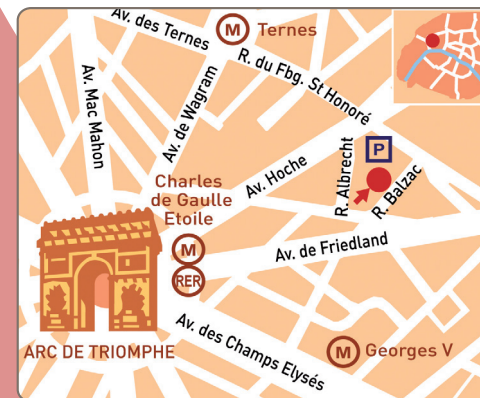 Av. des Ternes
M
Ternes
R. du Fbg. St Honoré
Av. Mac Mahon
Av. de Wagram
P
Av. Hoche
R. Albrecht
R. Balzac
Charles
de Gaulle
Etoile
M
RER
Av. de Friedland
ARC DE TRIOMPHE
Av. des Champs Elysés
M
Georges V